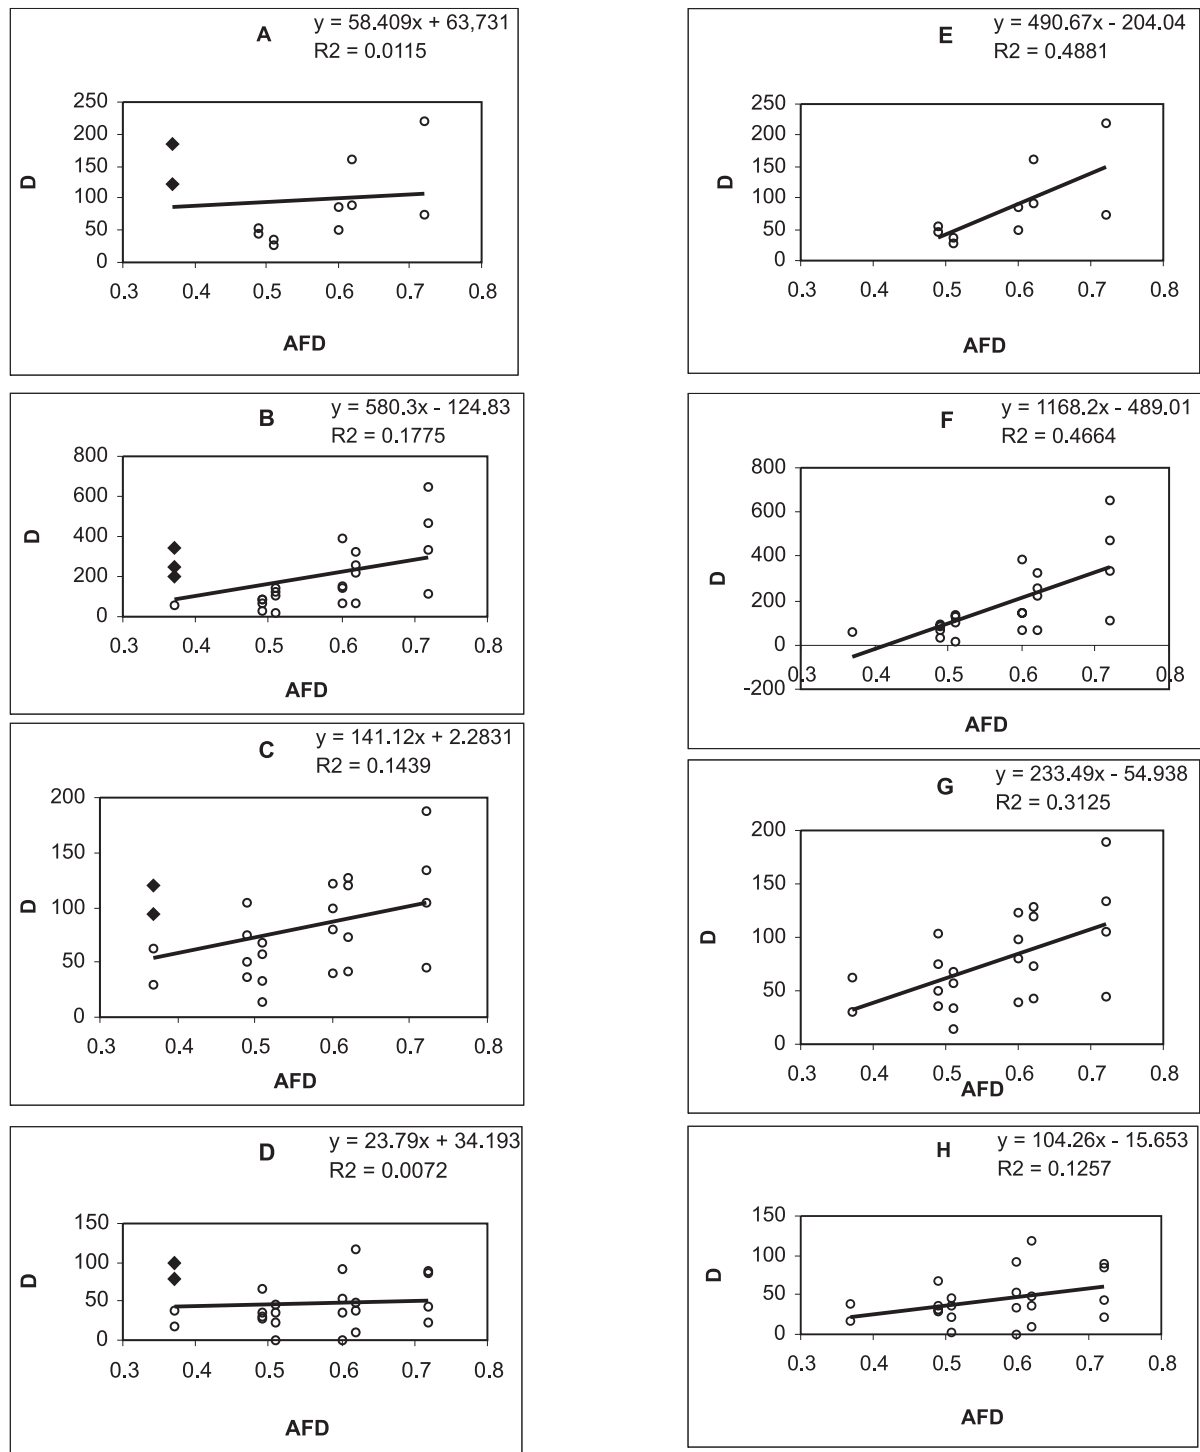 A
y = 58.409x + 63,731
R2 = 0.0115
250
200
150
100
50
0
D
0.3 0.4 0.5 0.6 0.7 0.8
AFD
B
y = 580.3x - 124.83
R2 = 0.1775
800
600
400
200
0
D
0.3 0.4 0.5 0.6 0.7 0.8
AFD
C
y = 141.12x + 2.2831
R2 = 0.1439
200
150
100
50
0
D
0.3 0.4 0.5 0.6 0.7 0.8
AFD
D
y = 23.79x + 34.193
R2 = 0.0072
150
100
50
0
D
0.3 0.4 0.5 0.6 0.7 0.8
AFD
E
y = 490.67x - 204.04
R2 = 0.4881
250
200
150
100
50
0
D
0.3 0.4 0.5 0.6 0.7 0.8
AFD
F
y = 1168.2x - 489.01
R2 = 0.4664
800
600
400
200
0
-200
D
0.3 0.4 0.5 0.6 0.7 0.8
AFD
G
y = 233.49x - 54.938
R2 = 0.3125
200
150
100
50
0
D
0.3 0.4 0.5 0.6 0.7 0.8
AFD
H
y = 104.26x - 15.653
R2 = 0.1257
150
100
50
0
D
0.3 0.4 0.5 0.6 0.7 0.8
AFD